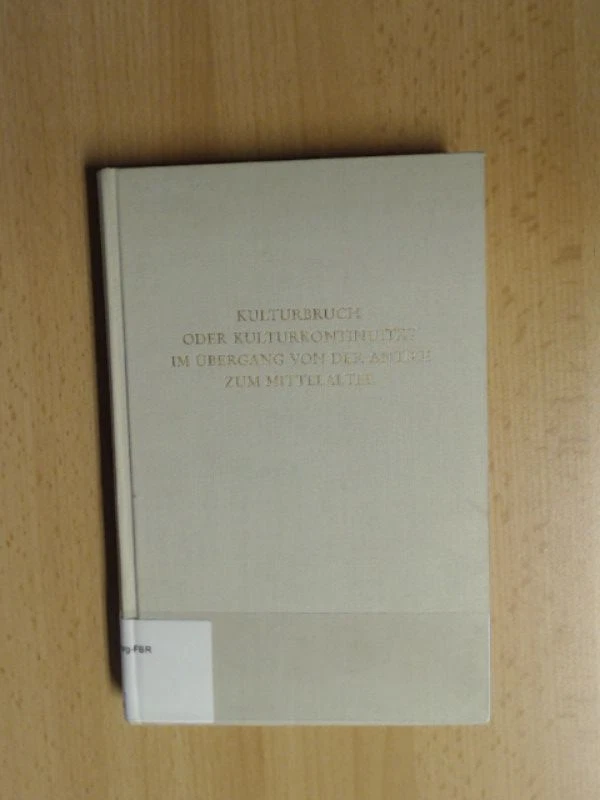 KULTURBRUCH
ODER KULTURKONTINUITÄT
IM ÜBERGANG VON DER ANTIKE
ZUM MITTELALTER